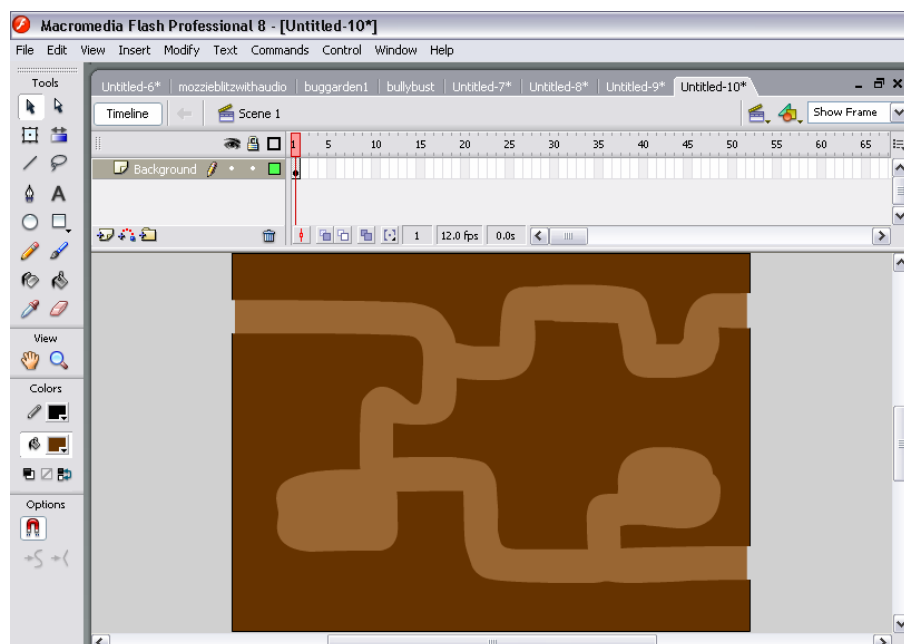 Macromedia Flash Professional 8 - [Untitled-10*]
File Edit View Insert Modify Text Commands Control Window Help
Tools
Untitled-6* mozzieblitzwithaudio buggarden1 bullybust Untitled-7* Untitled-8* Untitled-9* Untitled-10*
Timeline Scene 1 Show Frame
1 5 10 15 20 25 30 35 40 45 50 55 60 65
Background
1 12.0 fps 0.0s
A
View
Colors
Options